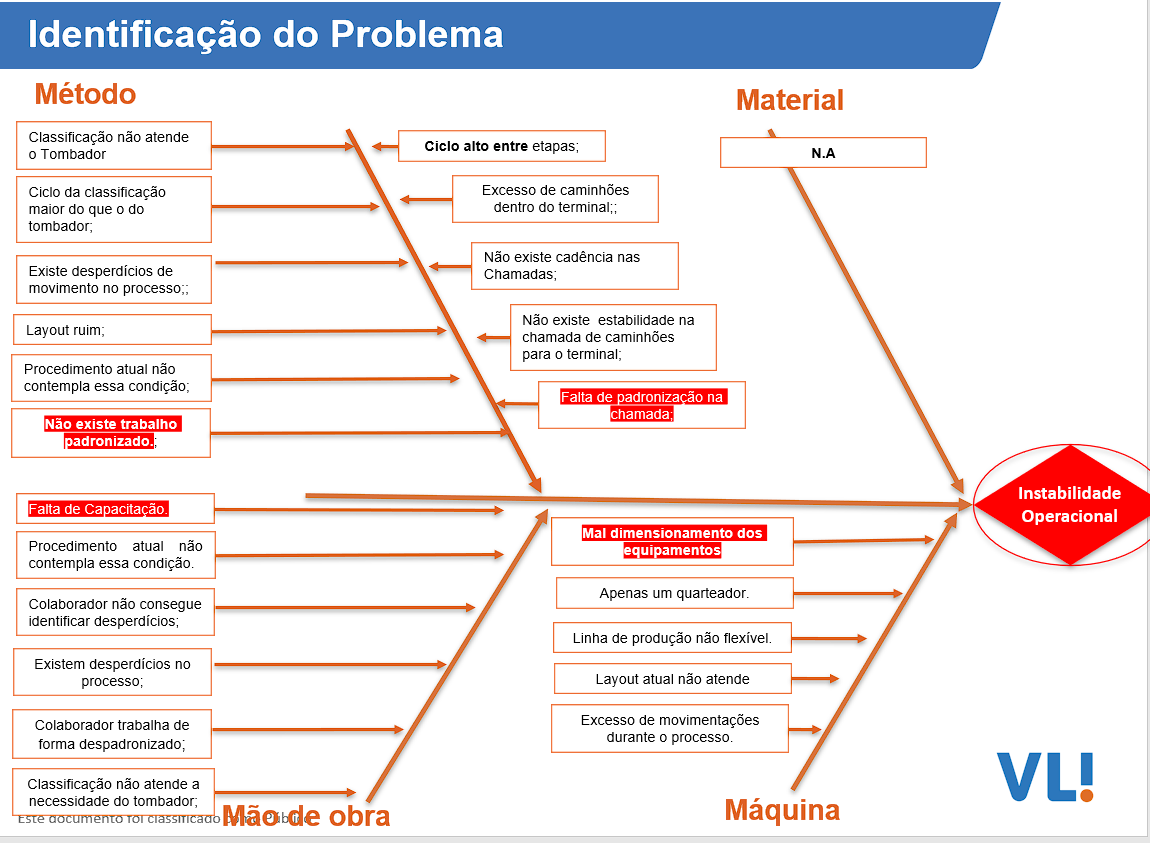 Identificação do Problema
Método
Material
Classificação não atende
o Tombador
Ciclo alto entre etapas;
N.A
Ciclo da classificação
maior do que o do
tombador;
Excesso de caminhões
dentro do terminal;;
Existe desperdícios de
movimento no processo;;
Não existe cadência nas
Chamadas;
Layout ruim;
Não existe estabilidade na
chamada de caminhões
para o terminal;
Procedimento atual não
contempla essa condição;
Falta de padronização na
chamada;
Não existe trabalho
padronizado.;
Instabilidade
Operacional
Falta de Capacitação.
Mal dimensionamento dos
equipamentos
Procedimento atual não
contempla essa condição.
Apenas um quarteador.
Colaborador não consegue
identificar desperdícios;
Linha de produção não flexível.
Existem desperdícios no
processo;
Layout atual não atende
Colaborador trabalha de
forma despadronizado;
Excesso de movimentações
durante o processo.
Classificação não atende a
necessidade do tombador;
Mão de obra
Máquina
VL!
Este documento foi classificado como Público